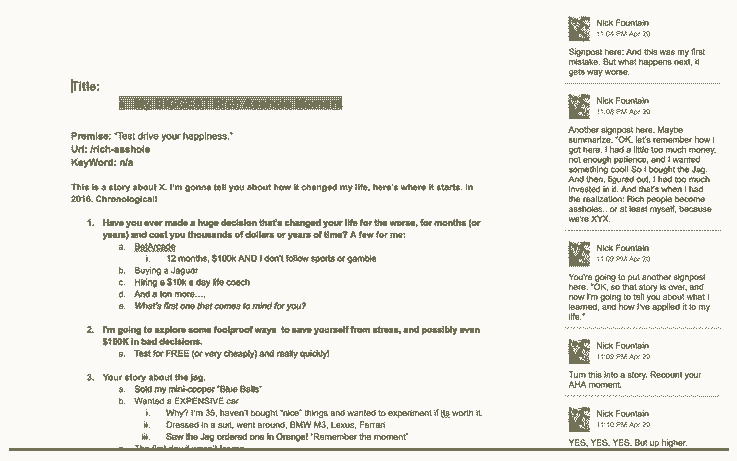 Title:
Premise: "Test drive your happiness."
Url: /rich-asshole
KeyWord: n/a
This is a story about X. I'm gonna tell you about how it changed my life, here's where it starts. In
2016. Chronological!
1. Have you ever made a huge decision that's changed your life for the worse, for months (or
years) and cost you thousands of dollars or years of time? A few for me:
a. BetArcade
i. 12 months, $100k AND I don't follow sports or gamble
b. Buying a Jaguar
c. Hiring a $10k a day life coach
d. And a ton more…,
e. What's first one that comes to mind for you?
2. I'm going to explore some foolproof ways to save yourself from stress, and possibly even
$100K in bad decisions.
a. Test for FREE (or very cheaply) and really quickly!
3. Your story about the jag.
a. Sold my mini-cooper "Blue Balls"
b. Wanted a EXPENSIVE car
i. Why? I'm 35, haven't bought "nice" things and wanted to experiment if its worth it.
ii. Dressed in a suit, went around, BMW M3, Lexus, Ferrari
iii. Saw the Jag ordered one in Orange! "Remember the moment"
Nick Fountain
11:04 PM Apr 20
Signpost here: And this was my first
mistake. But what happens next, it
gets way worse.
Nick Fountain
11:08 PM Apr 20
Another signpost here. Maybe
summarize. "OK, let's remember how I
got here. I had a little too much money,
not enough patience, and I wanted
something cool! So I bought the Jag.
And then, figured out, I had too much
invested in it. And that's when I had
the realization: Rich people become
assholes.. or at least myself, because
we're XYX.
Nick Fountain
11:09 PM Apr 20
You're going to put another signpost
here. "OK, so that story is over, and
now I'm going to tell you about what I
learned, and how I've applied it to my
life."
Nick Fountain
11:09 PM Apr 20
Turn this into a story. Recount your
AHA moment.
Nick Fountain
11:10 PM Apr 20
YES, YES, YES. But up higher.